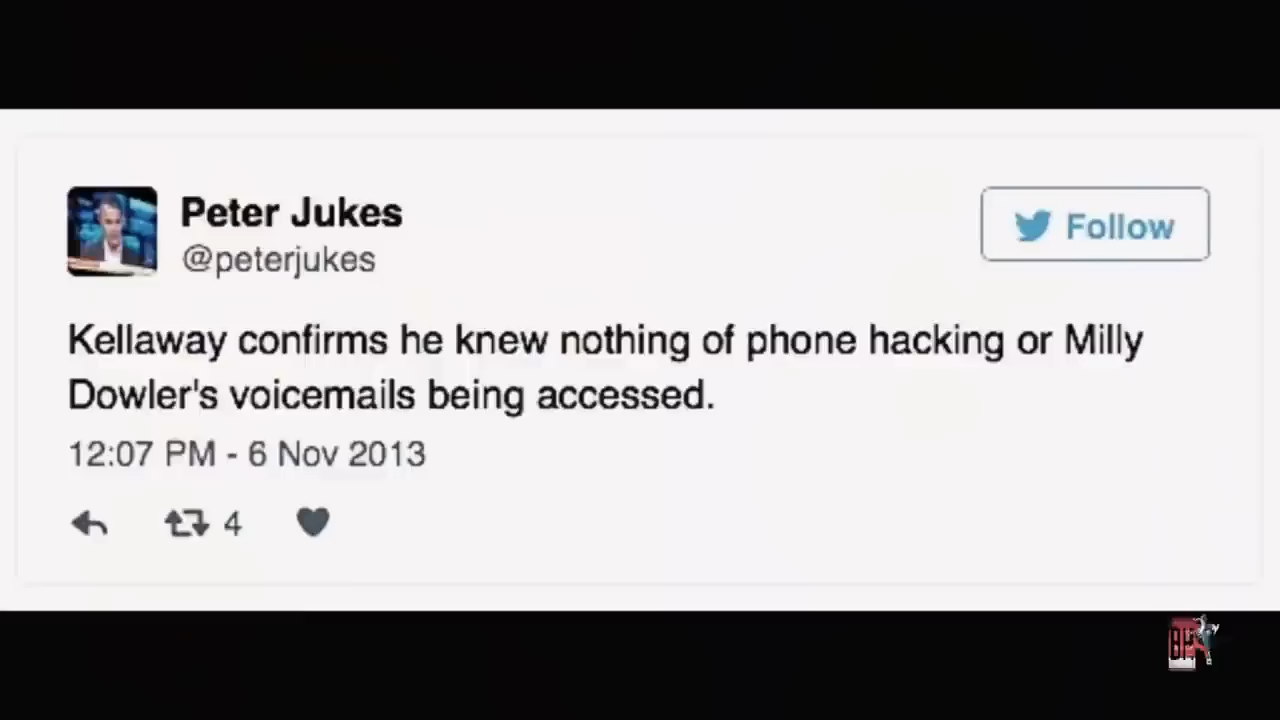 Peter Jukes
@peterjukes
Follow
Kellaway confirms he knew nothing of phone hacking or Milly
Dowler's voicemails being accessed.
12:07 PM - 6 Nov 2013
4